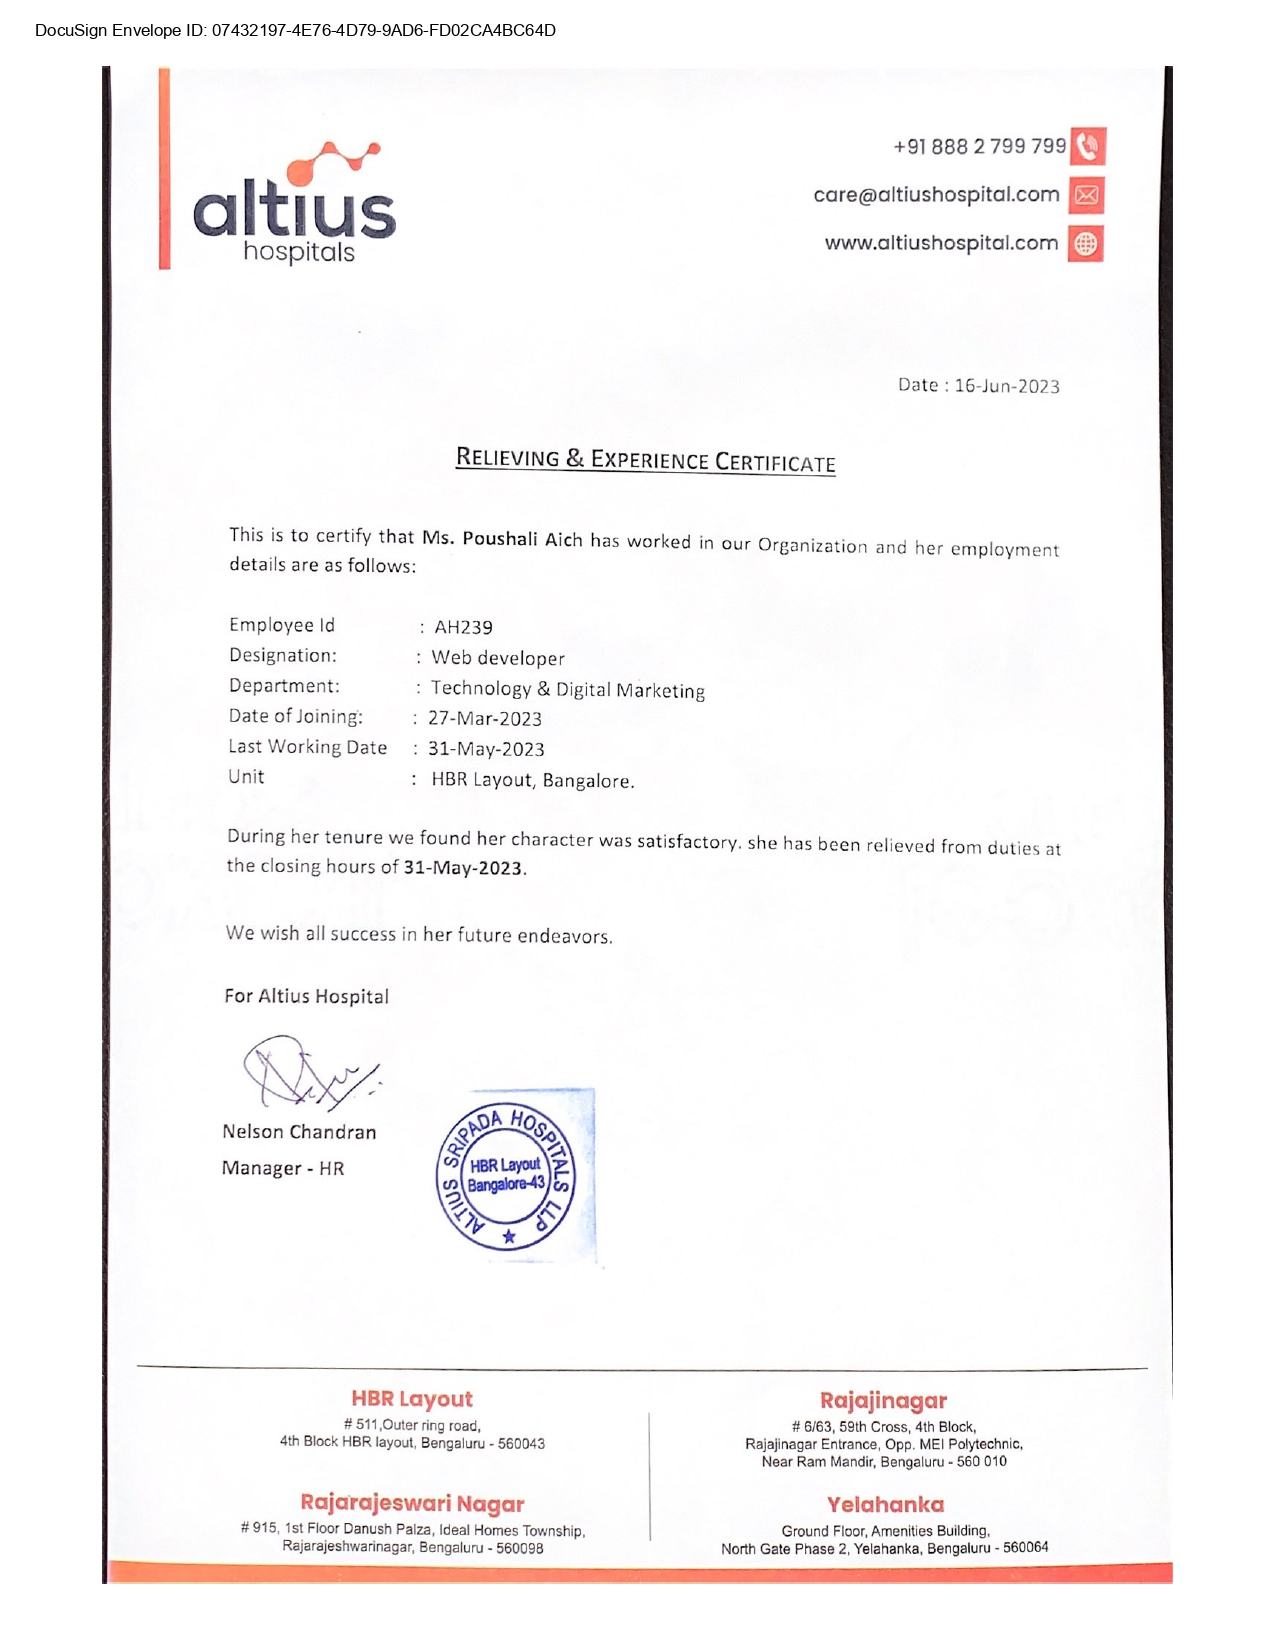 DocuSign Envelope ID: 07432197-4E76-4D79-9AD6-FD02CA4BC64D
altius
hospitals
+91 888 2 799 799
care@altiushospital.com
www.altiushospital.com
Date : 16-Jun-2023
RELIEVING & EXPERIENCE CERTIFICATE
This is to certify that Ms. Poushali Aich has worked in our Organization and her employment
details are as follows:
Employee Id : AH239
Designation: : Web developer
Department: : Technology & Digital Marketing
Date of Joining: : 27-Mar-2023
Last Working Date : 31-May-2023
Unit : HBR Layout, Bangalore.
During her tenure we found her character was satisfactory. she has been relieved from duties at
the closing hours of 31-May-2023.
We wish all success in her future endeavors.
For Altius Hospital
Nelson Chandran
Manager - HR
ALTIUS SRIPADA HOSPITALS LLP
HBR Layout
Bangalore-43
HBR Layout
# 511,Outer ring road,
4th Block HBR layout, Bengaluru - 560043
Rajajinagar
# 6/63, 59th Cross, 4th Block,
Rajajinagar Entrance, Opp. MEI Polytechnic,
Near Ram Mandir, Bengaluru - 560 010
Rajarajeswari Nagar
# 915, 1st Floor Danush Palza, Ideal Homes Township,
Rajarajeshwarinagar, Bengaluru - 560098
Yelahanka
Ground Floor, Amenities Building,
North Gate Phase 2, Yelahanka, Bengaluru - 560064